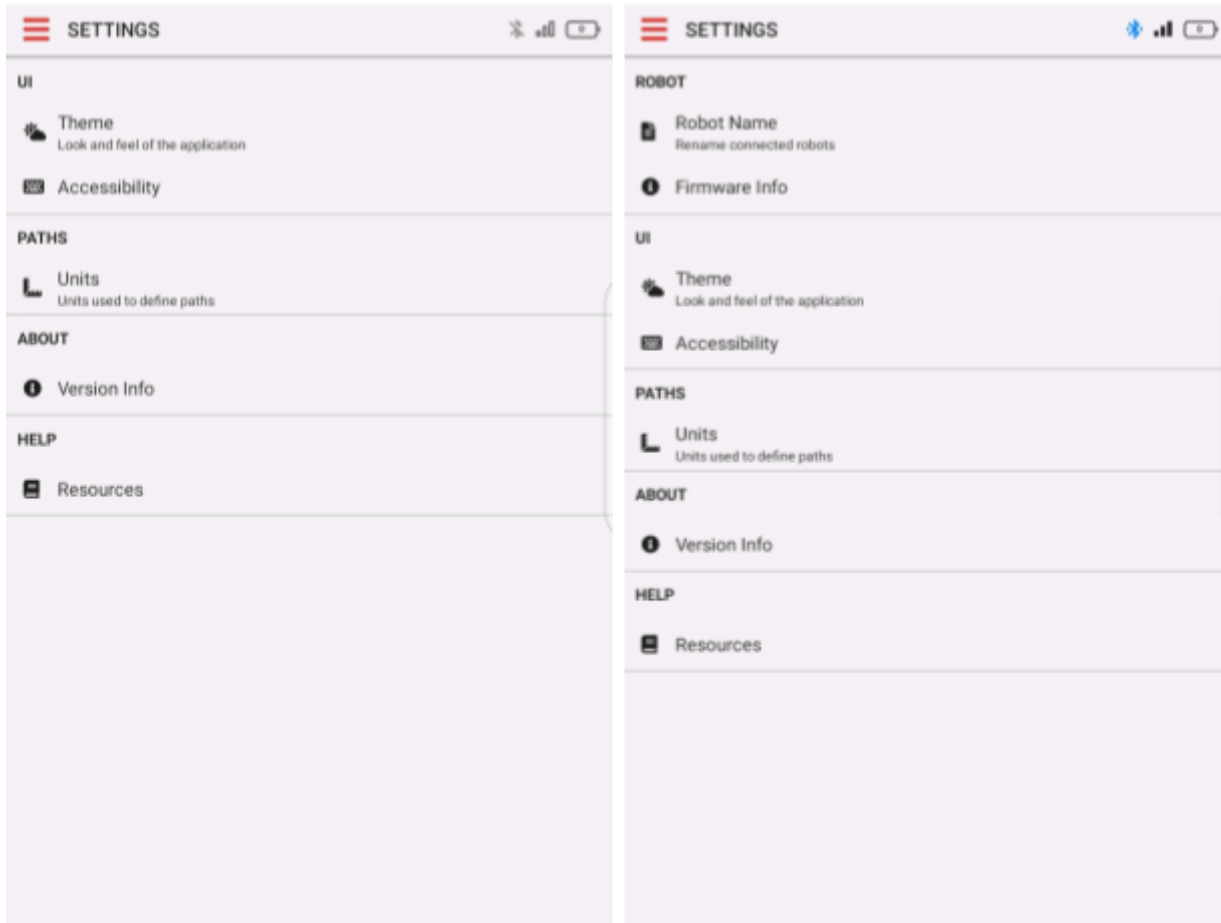 SETTINGS
UI
Theme
Look and feel of the application
Accessibility
PATHS
Units
Units used to define paths
ABOUT
Version Info
HELP
Resources
SETTINGS
ROBOT
Robot Name
Rename connected robots
Firmware Info
UI
Theme
Look and feel of the application
Accessibility
PATHS
Units
Units used to define paths
ABOUT
Version Info
HELP
Resources